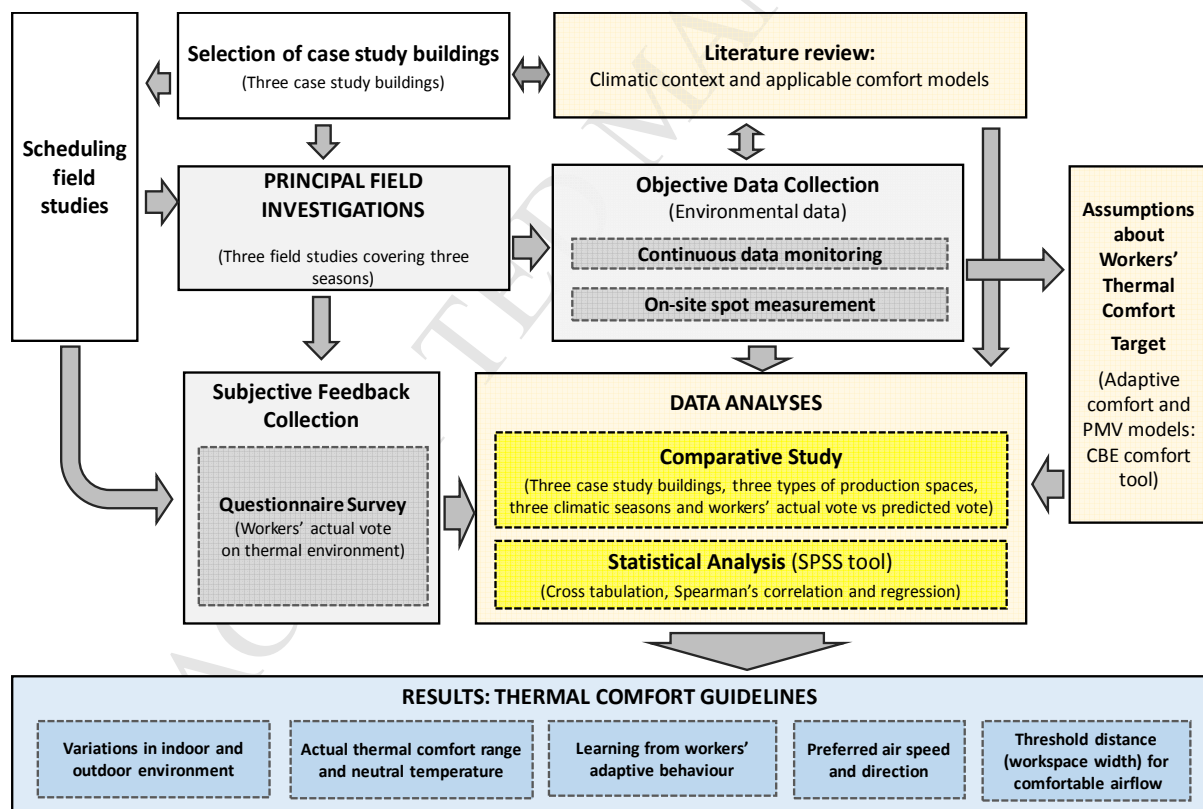 Selection of case study buildings
(Three case study buildings)
Literature review:
Climatic context and applicable comfort models
Scheduling
field
studies
PRINCIPAL FIELD
INVESTIGATIONS
(Three field studies covering three
seasons)
Objective Data Collection
(Environmental data)
Continuous data monitoring
On-site spot measurement
Assumptions
about
Workers’
Thermal
Comfort
Target
(Adaptive
comfort and
PMV models:
CBE comfort
tool)
Subjective Feedback
Collection
Questionnaire Survey
(Workers’ actual vote
on thermal environment)
DATA ANALYSES
Comparative Study
(Three case study buildings, three types of production spaces,
three climatic seasons and workers’ actual vote vs predicted vote)
Statistical Analysis (SPSS tool)
(Cross tabulation, Spearman’s correlation and regression)
RESULTS: THERMAL COMFORT GUIDELINES
Variations in indoor and
outdoor environment
Actual thermal comfort range
and neutral temperature
Learning from workers’
adaptive behaviour
Preferred air speed
and direction
Threshold distance
(workspace width) for
comfortable airflow